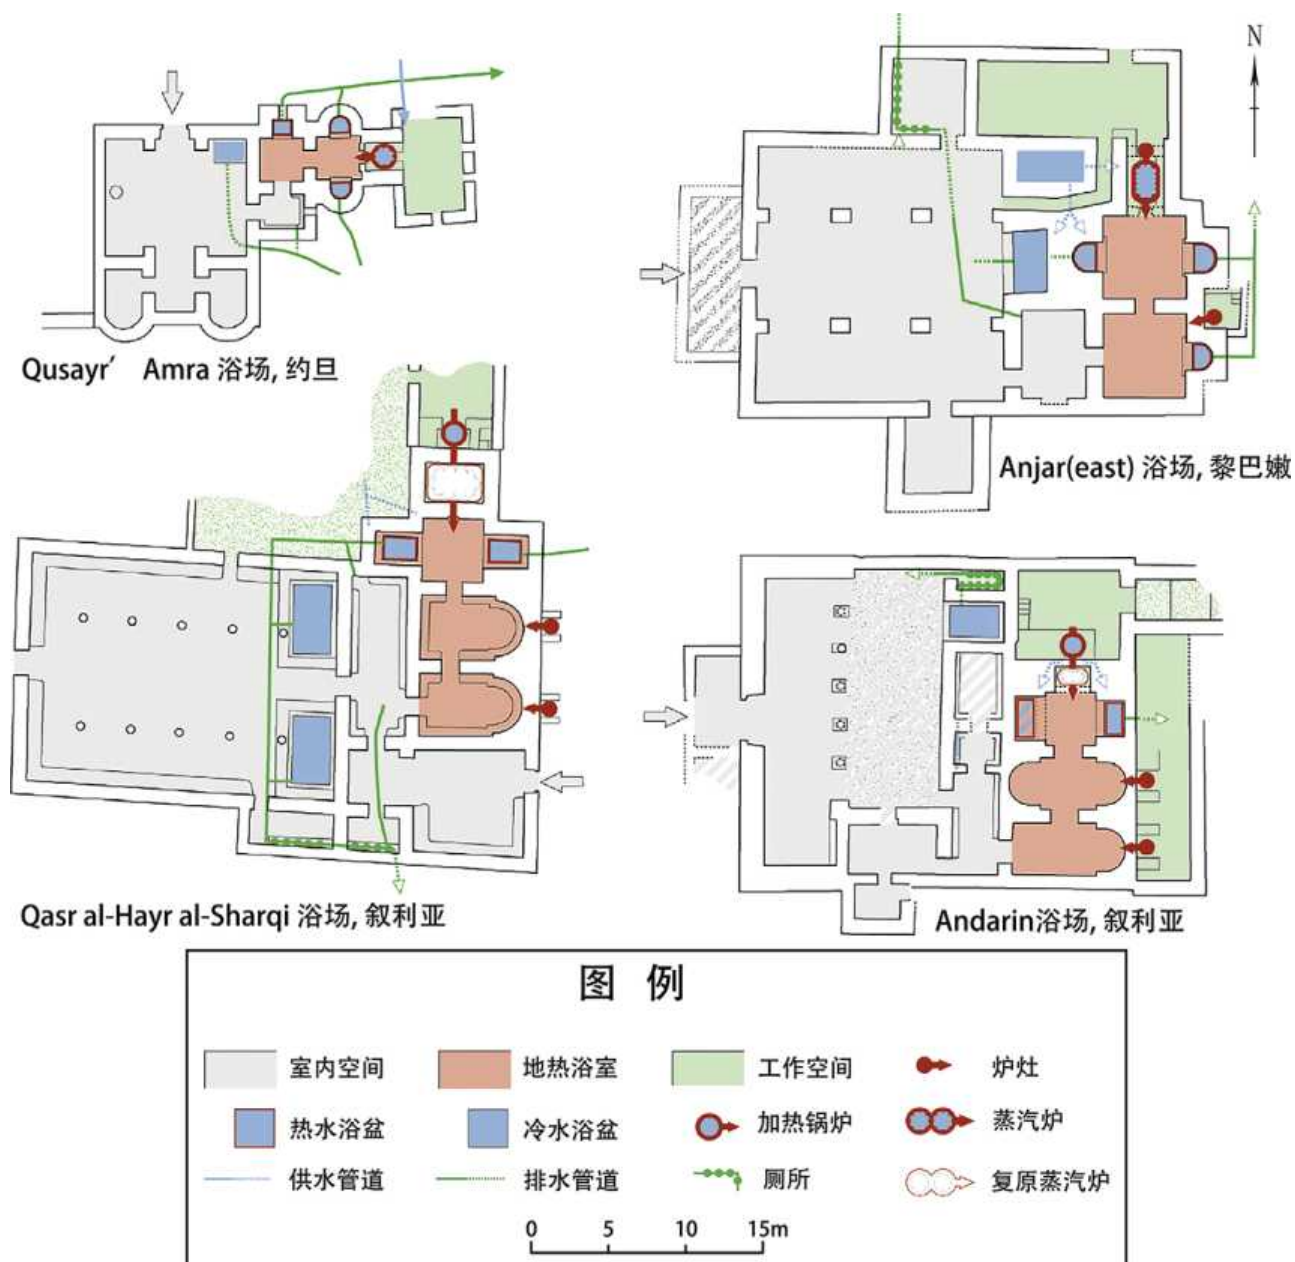 N
Qusayr′ Amra 浴场, 约旦
Anjar(east) 浴场, 黎巴嫩
Qasr al-Hayr al-Sharqi 浴场, 叙利亚
Andarin浴场, 叙利亚
图 例
室内空间 地热浴室 工作空间 炉灶
热水浴盆 冷水浴盆 加热锅炉 蒸汽炉
供水管道 排水管道 厕所 复原蒸汽炉
0 5 10 15m